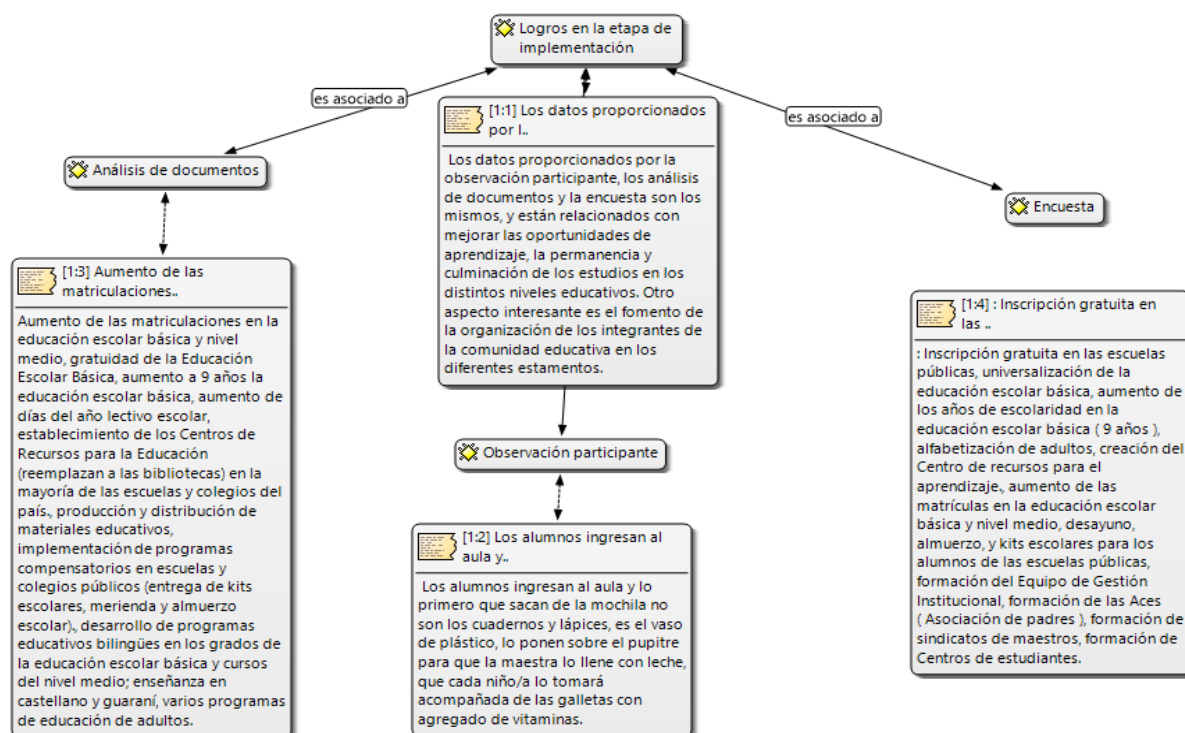 Logros en la etapa de
implementación
es asociado a
[1:1] Los datos proporcionados
por l..
Los datos proporcionados por la
observación participante, los análisis
de documentos y la encuesta son los
mismos, y están relacionados con
mejorar las oportunidades de
aprendizaje, la permanencia y
culminación de los estudios en los
distintos niveles educativos. Otro
aspecto interesante es el fomento de
la organización de los integrantes de
la comunidad educativa en los
diferentes estamentos.
es asociado a
Análisis de documentos
Encuesta
[1:3] Aumento de las
matriculaciones..
Aumento de las matriculaciones en la
educación escolar básica y nivel
medio, gratuidad de la Educación
Escolar Básica, aumento a 9 años la
educación escolar básica, aumento de
días del año lectivo escolar,
establecimiento de los Centros de
Recursos para la Educación
(reemplazan a las bibliotecas) en la
mayoría de las escuelas y colegios del
país., producción y distribución de
materiales educativos,
implementación de programas
compensatorios en escuelas y
colegios públicos (entrega de kits
escolares, merienda y almuerzo
escolar)., desarrollo de programas
educativos bilingües en los grados de
la educación escolar básica y cursos
del nivel medio; enseñanza en
castellano y guaraní, varios programas
de educación de adultos.
Observación participante
[1:2] Los alumnos ingresan al
aula y..
Los alumnos ingresan al aula y lo
primero que sacan de la mochila no
son los cuadernos y lápices, es el vaso
de plástico, lo ponen sobre el pupitre
para que la maestra lo llene con leche,
que cada niño/a lo tomará
acompañada de las galletas con
agregado de vitaminas.
[1:4] : Inscripción gratuita en
las ..
: Inscripción gratuita en las escuelas
públicas, universalización de la
educación escolar básica, aumento de
los años de escolaridad en la
educación escolar básica ( 9 años ),
alfabetización de adultos, creación del
Centro de recursos para el
aprendizaje., aumento de las
matrículas en la educación escolar
básica y nivel medio, desayuno,
almuerzo, y kits escolares para los
alumnos de las escuelas públicas,
formación del Equipo de Gestión
Institucional, formación de las Aces
( Asociación de padres ), formación de
sindicatos de maestros, formación de
Centros de estudiantes.